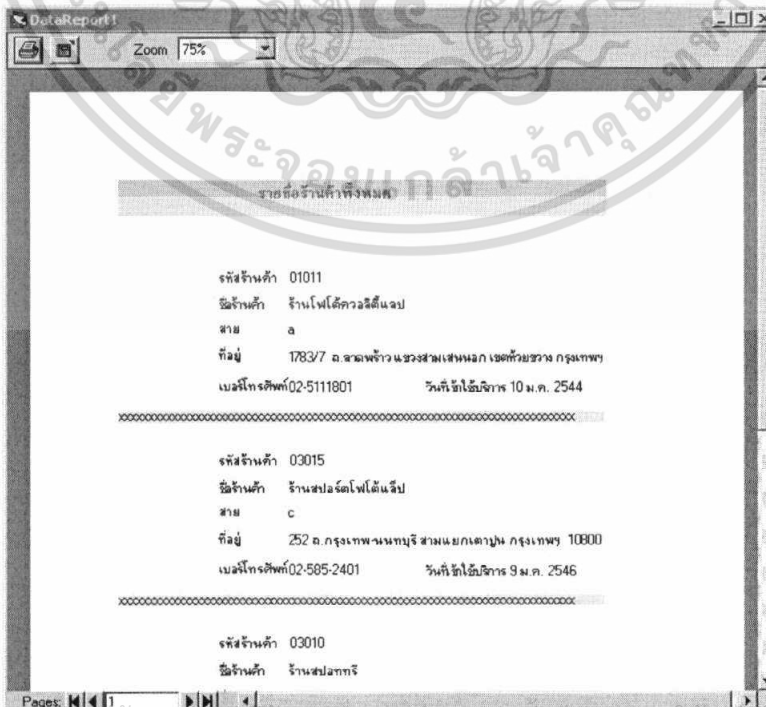 DataReport1
Zoom 75%
รายชื่อร้านค้าทั้งหมด
รหัสร้านค้า 01011
ชื่อร้านค้า ร้านโฟโต้ควอลิตี้แลป
สาย a
ที่อยู่ 1783/7 ถ.ลาดพร้าว แขวงสามเสนนอก เขตห้วยขวาง กรุงเทพฯ
เบอร์โทรศัพท์ 02-5111801 วันที่เข้าใช้บริการ 10 ม.ค. 2544
รหัสร้านค้า 03015
ชื่อร้านค้า ร้านสปอร์ตโฟโต้แล็ป
สาย c
ที่อยู่ 252 ถ.กรุงเทพ-นนทบุรี สามแยกเตาปูน กรุงเทพฯ 10800
เบอร์โทรศัพท์ 02-585-2401 วันที่เข้าใช้บริการ 9 ม.ค. 2546
รหัสร้านค้า 03010
ชื่อร้านค้า ร้านสปอททรี
Pages: 1